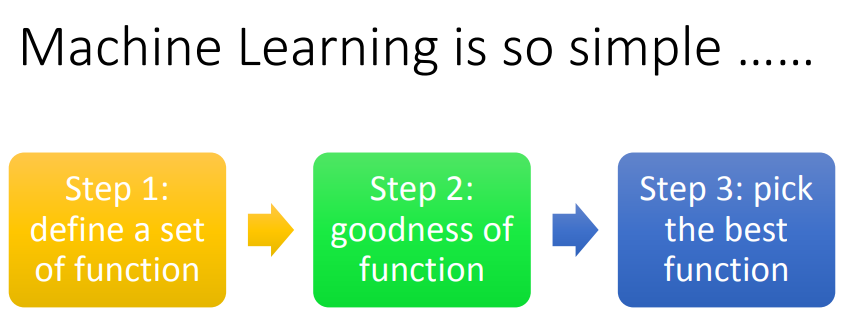 Machine Learning is so simple ……
Step 1:
define a set
of function
Step 2:
goodness of
function
Step 3: pick
the best
function